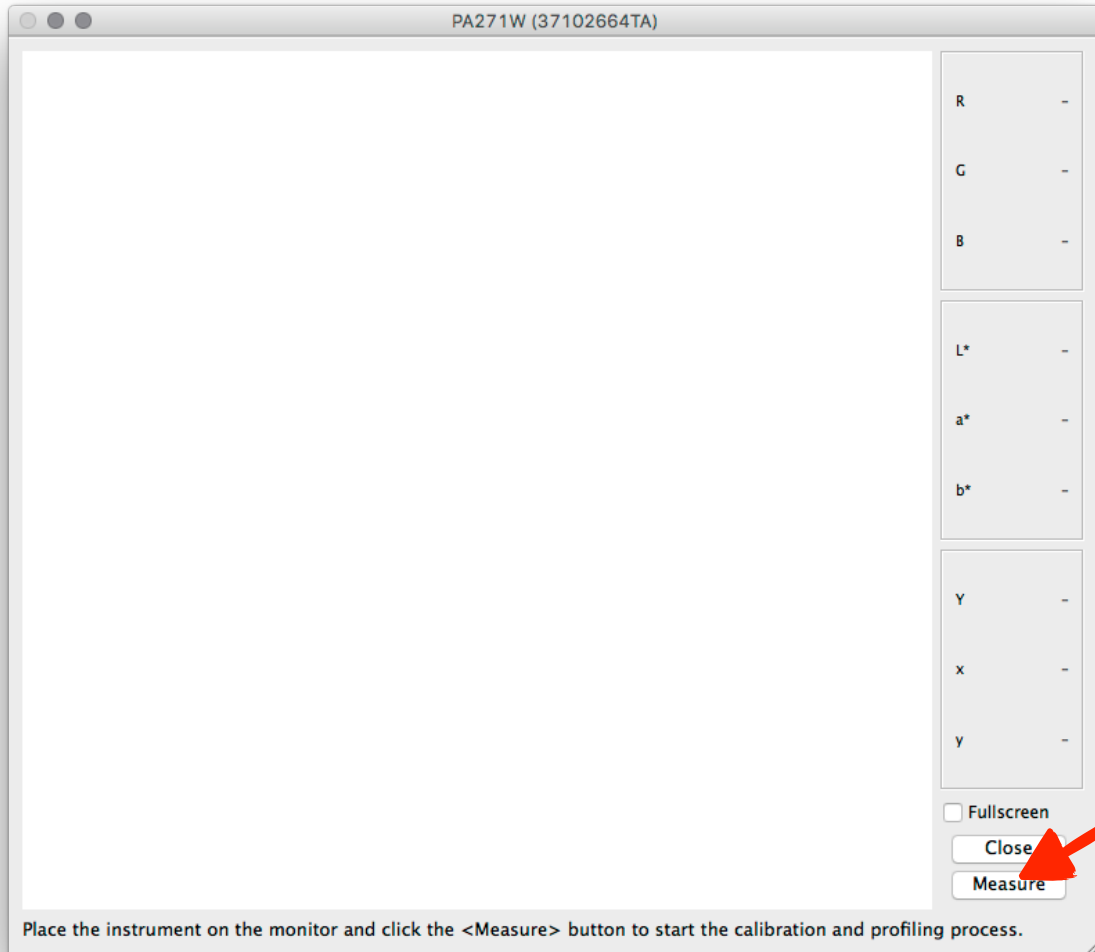 PA271W (37102664TA)
R -
G -
B -
L* -
a* -
b* -
Y -
x -
y -
Fullscreen
Close
Measure
Place the instrument on the monitor and click the <Measure> button to start the calibration and profiling process.